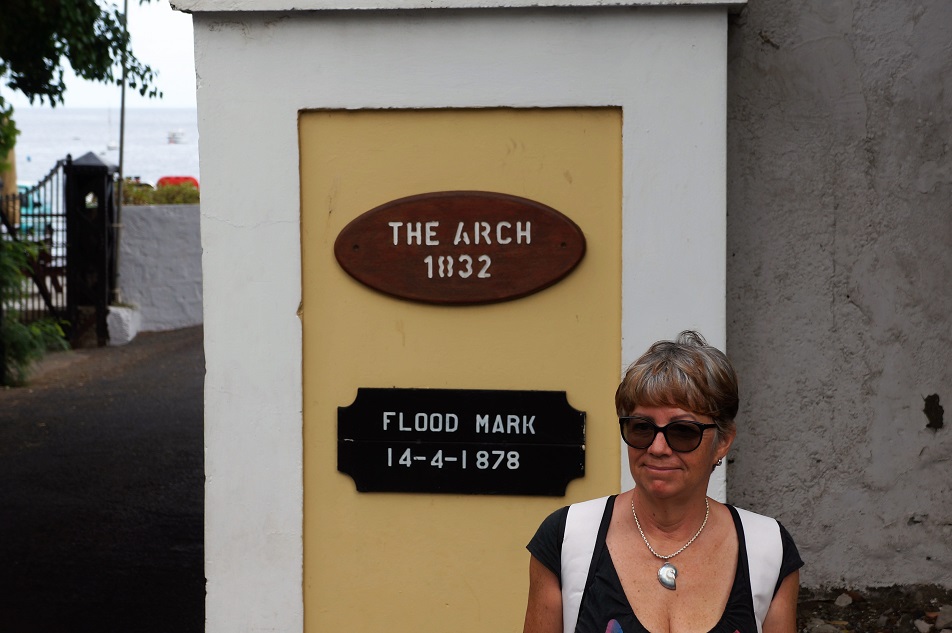 THE ARCH
1832
FLOOD MARK
14-4-1878